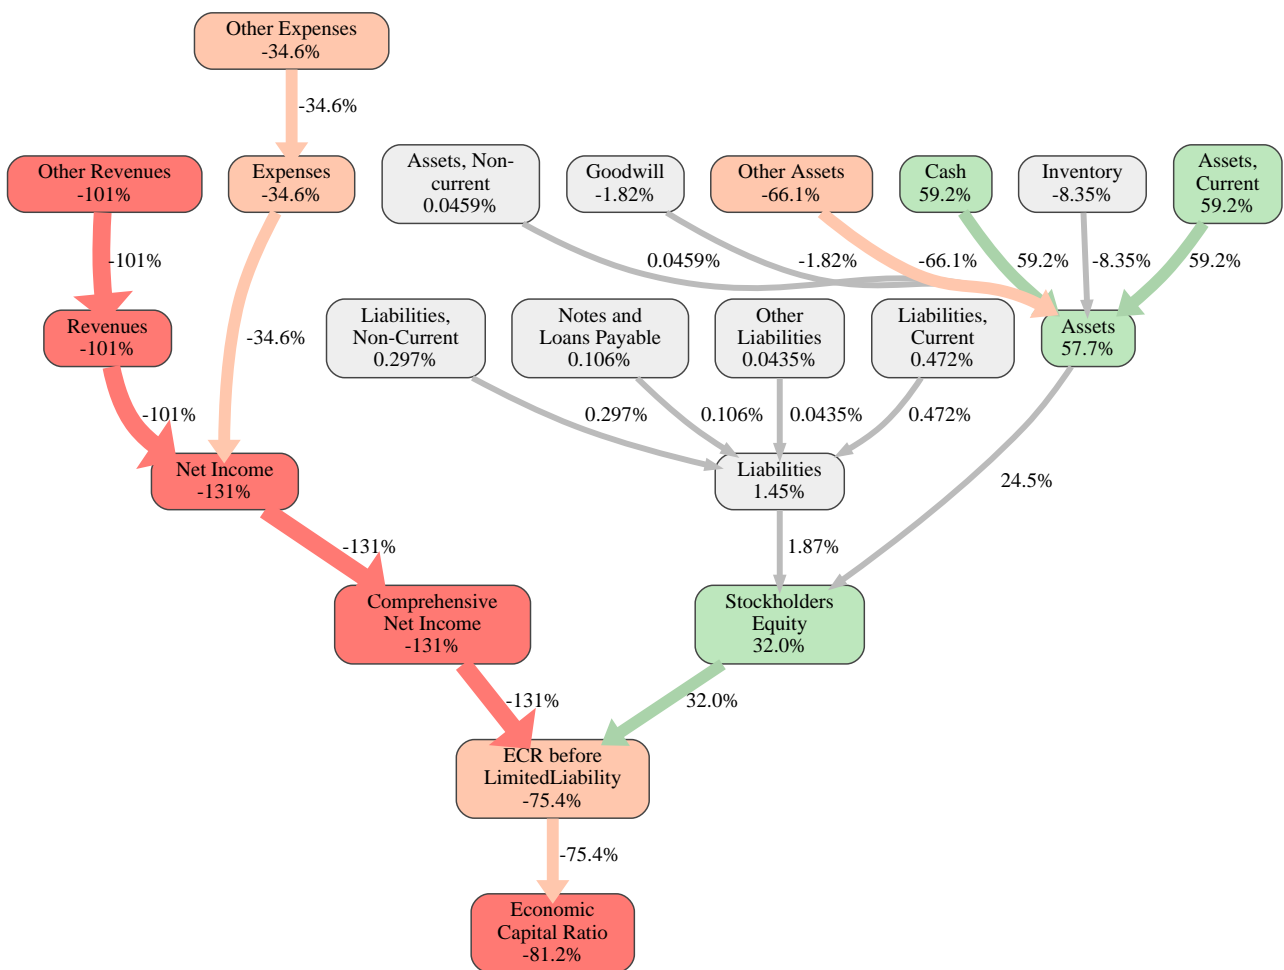 Other Expenses
-34.6%
-34.6%
Other Revenues
-101%
Expenses
-34.6%
Assets, Non-
current
0.0459%
Goodwill
-1.82%
Other Assets
-66.1%
Cash
59.2%
Inventory
-8.35%
Assets,
Current
59.2%
-101%
0.0459%
-1.82%
-66.1%
59.2%
-8.35%
59.2%
Revenues
-101%
-34.6%
Liabilities,
Non-Current
0.297%
Notes and
Loans Payable
0.106%
Other
Liabilities
0.0435%
Liabilities,
Current
0.472%
Assets
57.7%
-101%
0.297%
0.106%
0.0435%
0.472%
Net Income
-131%
Liabilities
1.45%
24.5%
-131%
1.87%
Comprehensive
Net Income
-131%
Stockholders
Equity
32.0%
-131%
32.0%
ECR before
LimitedLiability
-75.4%
-75.4%
Economic
Capital Ratio
-81.2%